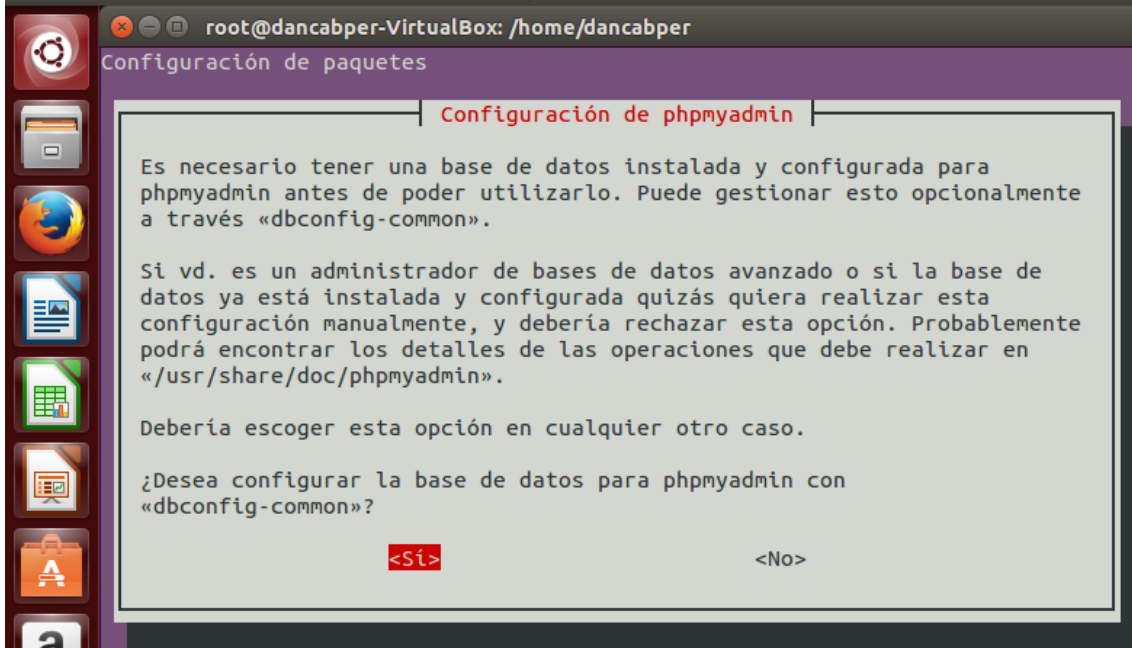 root@dancabper-VirtualBox: /home/dancabper
Configuración de paquetes
Configuración de phpmyadmin
Es necesario tener una base de datos instalada y configurada para
phpmyadmin antes de poder utilizarlo. Puede gestionar esto opcionalmente
a través «dbconfig-common».
Si vd. es un administrador de bases de datos avanzado o si la base de
datos ya está instalada y configurada quizás quiera realizar esta
configuración manualmente, y debería rechazar esta opción. Probablemente
podrá encontrar los detalles de las operaciones que debe realizar en
«/usr/share/doc/phpmyadmin».
Debería escoger esta opción en cualquier otro caso.
¿Desea configurar la base de datos para phpmyadmin con
«dbconfig-common»?
<Sí> <No>